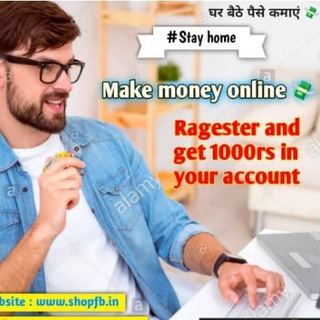 घर बैठे पैसे कमाएं 💸
#Stay home
Make money online 💸
Ragester and
get 1000rs in
your account
bsite : www.shopfb.in